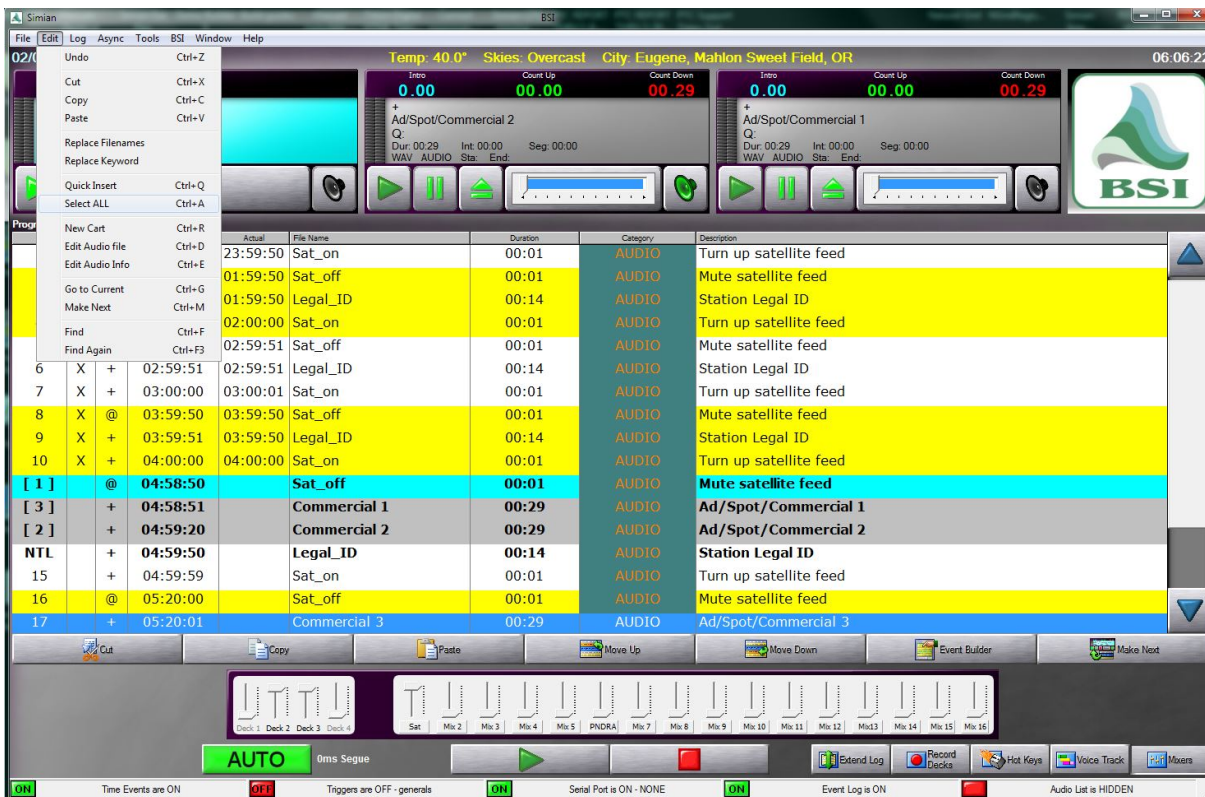 Simian BSI
File Edit Log Async Tools BSI Window Help
02/0 Temp: 40.0° Skies: Overcast City: Eugene, Mahlon Sweet Field, OR 06:06:22
Undo Ctrl+Z
Cut Ctrl+X
Copy Ctrl+C
Paste Ctrl+V
Replace Filenames
Replace Keyword
Quick Insert Ctrl+Q
Select ALL Ctrl+A
New Cart Ctrl+R
Edit Audio file Ctrl+D
Edit Audio Info Ctrl+E
Go to Current Ctrl+G
Make Next Ctrl+M
Find Ctrl+F
Find Again Ctrl+F3
Intro Count Up Count Down
0.00 00.00 00.29
+
Ad/Spot/Commercial 2
Q:
Dur: 00:29 Int: 00:00 Seg: 00:00
WAV AUDIO Sta: End:
Intro Count Up Count Down
0.00 00.00 00.29
+
Ad/Spot/Commercial 1
Q:
Dur: 00:29 Int: 00:00 Seg: 00:00
WAV AUDIO Sta: End:
BSI
Progr
Actual File Name Duration Category Description
23:59:50 Sat_on 00:01 AUDIO Turn up satellite feed
01:59:50 Sat_off 00:01 AUDIO Mute satellite feed
01:59:50 Legal_ID 00:14 AUDIO Station Legal ID
02:00:00 Sat_on 00:01 AUDIO Turn up satellite feed
02:59:51 Sat_off 00:01 AUDIO Mute satellite feed
6 X + 02:59:51 02:59:51 Legal_ID 00:14 AUDIO Station Legal ID
7 X + 03:00:00 03:00:01 Sat_on 00:01 AUDIO Turn up satellite feed
8 X @ 03:59:50 03:59:50 Sat_off 00:01 AUDIO Mute satellite feed
9 X + 03:59:51 03:59:50 Legal_ID 00:14 AUDIO Station Legal ID
10 X + 04:00:00 04:00:00 Sat_on 00:01 AUDIO Turn up satellite feed
[ 1 ] @ 04:58:50 Sat_off 00:01 AUDIO Mute satellite feed
[ 3 ] + 04:58:51 Commercial 1 00:29 AUDIO Ad/Spot/Commercial 1
[ 2 ] + 04:59:20 Commercial 2 00:29 AUDIO Ad/Spot/Commercial 2
NTL + 04:59:50 Legal_ID 00:14 AUDIO Station Legal ID
15 + 04:59:59 Sat_on 00:01 AUDIO Turn up satellite feed
16 @ 05:20:00 Sat_off 00:01 AUDIO Mute satellite feed
17 + 05:20:01 Commercial 3 00:29 AUDIO Ad/Spot/Commercial 3
Cut Copy Paste Move Up Move Down Event Builder Make Next
Deck 1 Deck 2 Deck 3 Deck 4 Sat Mix 2 Mix 3 Mix 4 Mix 5 PNDRA Mix 7 Mix 8 Mix 9 Mix 10 Mix 11 Mix 12 Mix13 Mix 14 Mix 15 Mix 16
AUTO 0ms Segue Extend Log Record Decks Hot Keys Voice Track Mixers
ON Time Events are ON OFF Triggers are OFF - generals ON Serial Port is ON - NONE ON Event Log is ON Audio List is HIDDEN